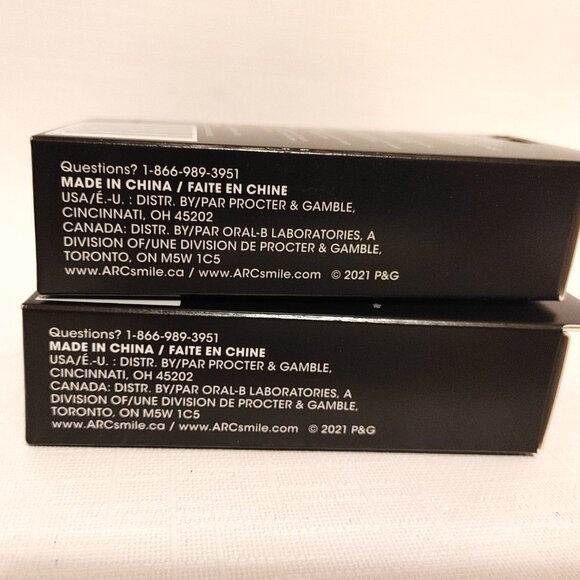 Questions? 1-866-989-3951
MADE IN CHINA / FAITE EN CHINE
USA/É.-U. : DISTR. BY/PAR PROCTER & GAMBLE,
CINCINNATI, OH 45202
CANADA: DISTR. BY/PAR ORAL-B LABORATORIES, A
DIVISION OF/UNE DIVISION DE PROCTER & GAMBLE,
TORONTO, ON M5W 1C5
www.ARCsmile.ca / www.ARCsmile.com © 2021 P&G
Questions? 1-866-989-3951
MADE IN CHINA / FAITE EN CHINE
USA/É.-U. : DISTR. BY/PAR PROCTER & GAMBLE,
CINCINNATI, OH 45202
CANADA: DISTR. BY/PAR ORAL-B LABORATORIES, A
DIVISION OF/UNE DIVISION DE PROCTER & GAMBLE,
TORONTO, ON M5W 1C5
www.ARCsmile.ca / www.ARCsmile.com © 2021 P&G